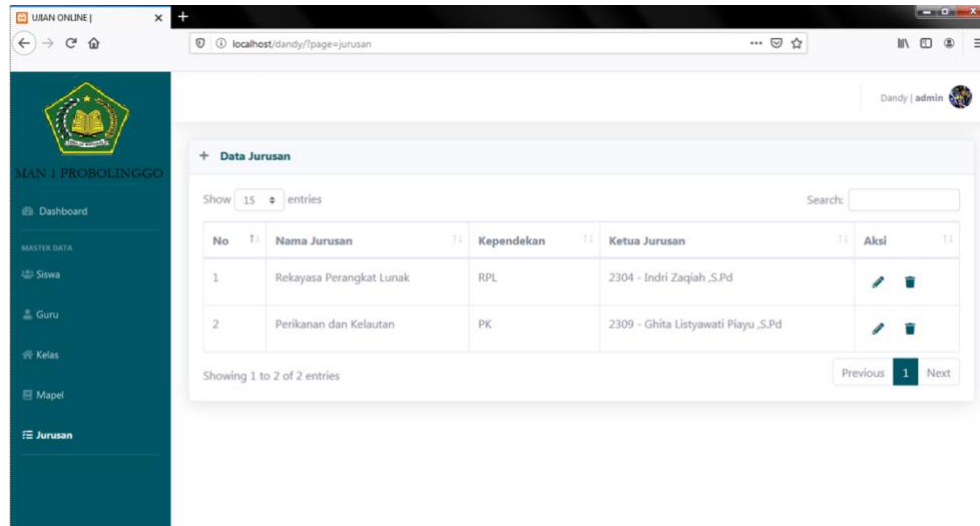 UJIAN ONLINE |
localhost/dandy/?page=jurusan
Dandy | admin
MAN 1 PROBOLINGGO
Dashboard
MASTER DATA
Siswa
Guru
Kelas
Mapel
Jurusan
+ Data Jurusan
Show 15 entries
Search:
No Nama Jurusan Kependekan Ketua Jurusan Aksi
1 Rekayasa Perangkat Lunak RPL 2304 - Indri Zaqiah ,S.Pd
2 Perikanan dan Kelautan PK 2309 - Ghita Listyawati Piayu ,S.Pd
Showing 1 to 2 of 2 entries
Previous 1 Next